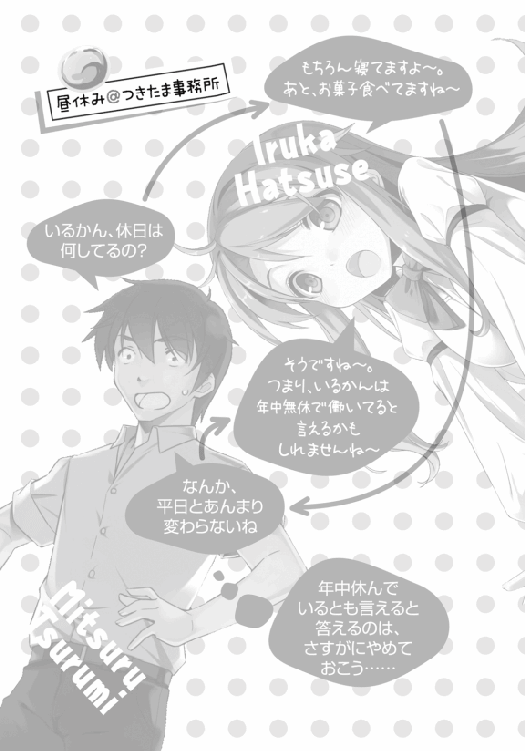 昼休み@つきたま事務所
いるかん、休日は
何してるの?
もちろん寝てますよ〜。
あと、お菓子食べてますね〜
Iruka
Hatsuse
なんか、
平日とあんまり
変わらないね
そうですね〜。
つまり、いるかんは
年中無休で働いてると
言えるかも
しれませんね〜
年中休んで
いるとも言えると
答えるのは、
さすがにやめて
おこう……
Mitsuru
Tsurumi